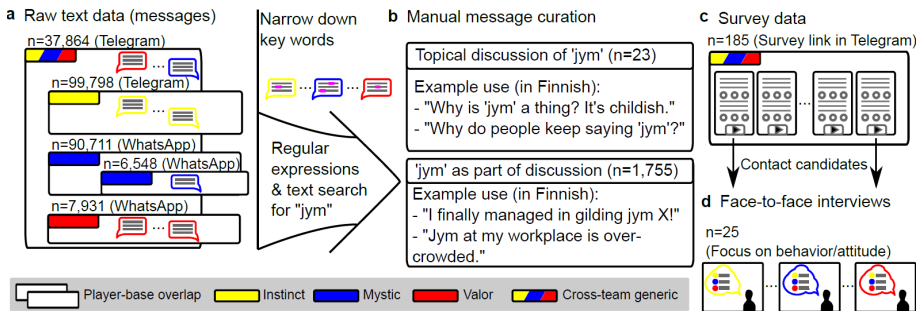 a Raw text data (messages)
n=37,864 (Telegram)
n=99,798 (Telegram)
n=90,711 (WhatsApp)
n=6,548 (WhatsApp)
n=7,931 (WhatsApp)
Narrow down
key words
Regular
expressions
& text search
for "jym"
b Manual message curation
Topical discussion of 'jym' (n=23)
Example use (in Finnish):
- "Why is 'jym' a thing? It's childish."
- "Why do people keep saying 'jym'?"
'jym' as part of discussion (n=1,755)
Example use (in Finnish):
- "I finally managed in gilding jym X!"
- "Jym at my workplace is over-
crowded."
c Survey data
n=185 (Survey link in Telegram)
Contact candidates
d Face-to-face interviews
n=25
(Focus on behavior/attitude)
Player-base overlap Instinct Mystic Valor Cross-team generic